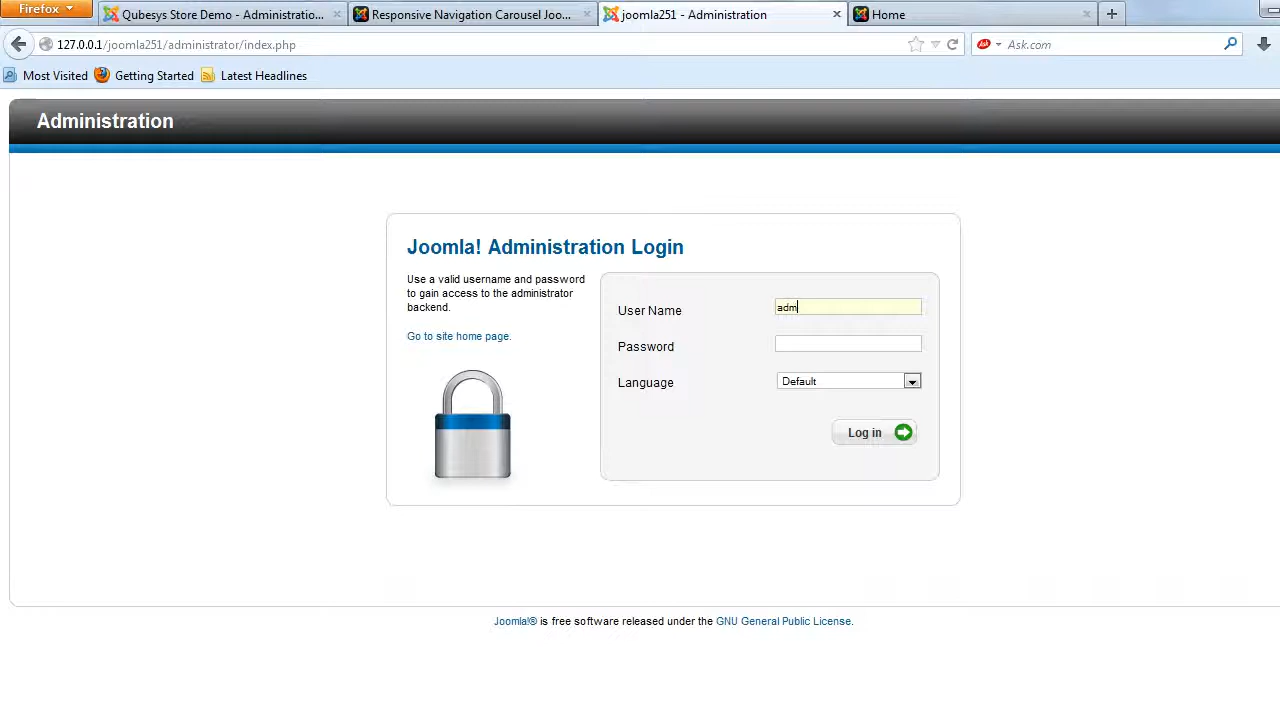 Firefox
Qubesys Store Demo - Administratio...
Responsive Navigation Carousel Joo...
joomla251 - Administration
Home
127.0.0.1/joomla251/administrator/index.php
Ask.com
Most Visited
Getting Started
Latest Headlines
Administration
Joomla! Administration Login
Use a valid username and password
to gain access to the administrator
backend.
Go to site home page.
User Name
adm
Password
Language
Default
Log in
Joomla!® is free software released under the GNU General Public License.